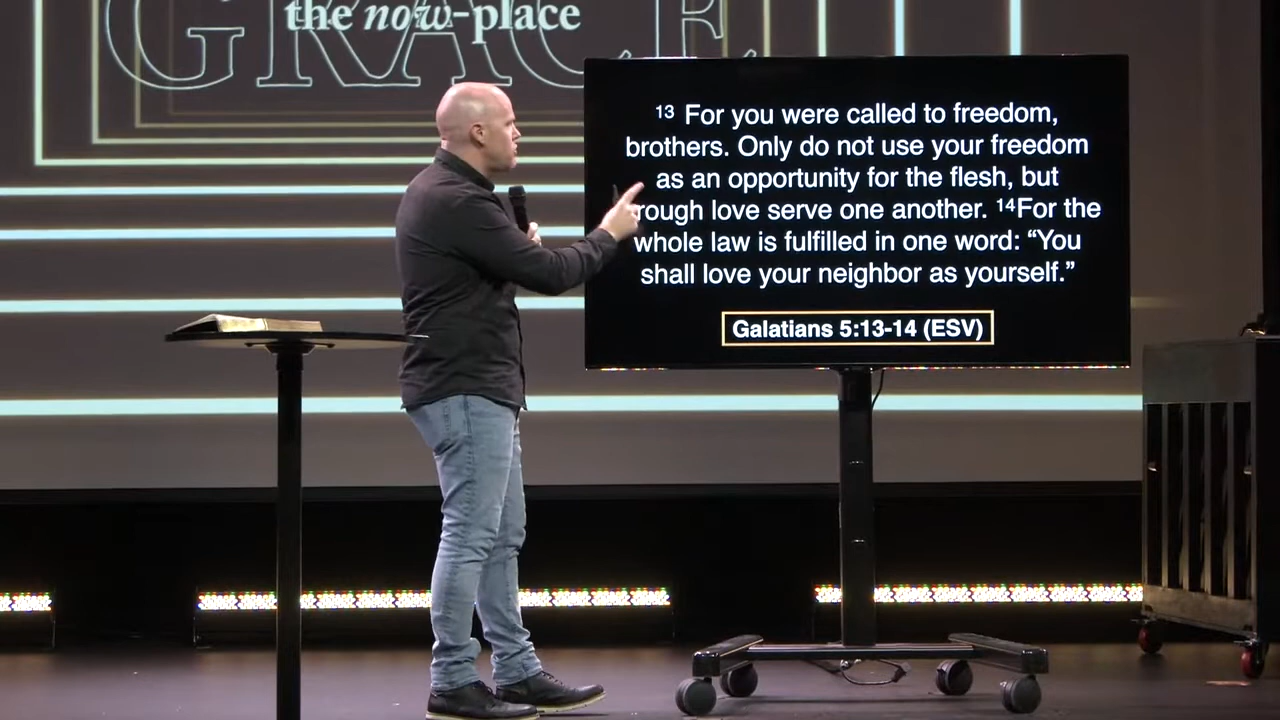 the now-place
GRACE
13 For you were called to freedom,
brothers. Only do not use your freedom
as an opportunity for the flesh, but
rough love serve one another. 14For the
whole law is fulfilled in one word: “You
shall love your neighbor as yourself.”
Galatians 5:13-14 (ESV)